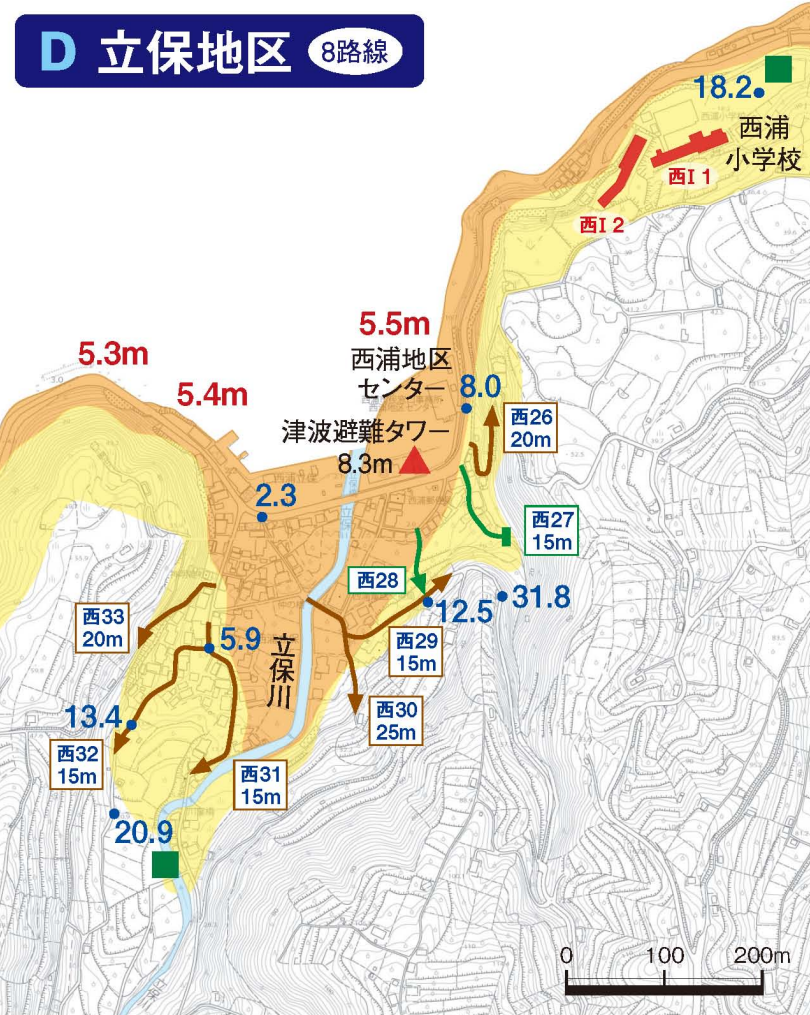 D 立保地区 8路線
18.2
西浦
小学校
西I 1
西I 2
5.5m
5.3m
5.4m
西浦地区
センター
8.0
津波避難タワー
8.3m
西26
20m
2.3
西27
15m
西28
12.5
31.8
西33
20m
5.9
立保川
西29
15m
西30
25m
13.4
西32
15m
西31
15m
20.9
0 100 200m